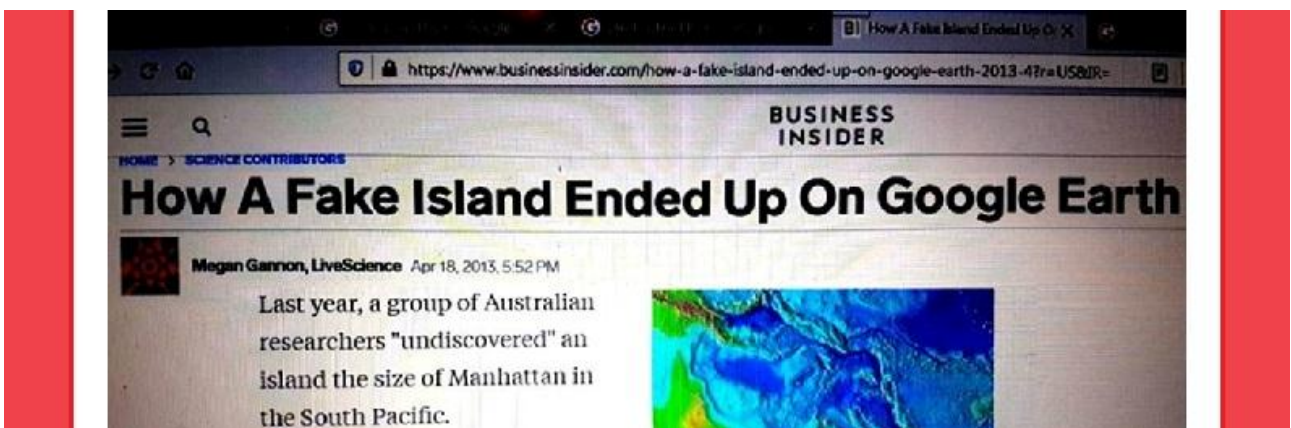 How A Fake Island Ended Up O
https://www.businessinsider.com/how-a-fake-island-ended-up-on-google-earth-2013-4?r=US&IR=
BUSINESS
INSIDER
HOME > SCIENCE CONTRIBUTORS
How A Fake Island Ended Up On Google Earth
Megan Gannon, LiveScience Apr 18, 2013, 5:52 PM
Last year, a group of Australian
researchers "undiscovered" an
island the size of Manhattan in
the South Pacific.